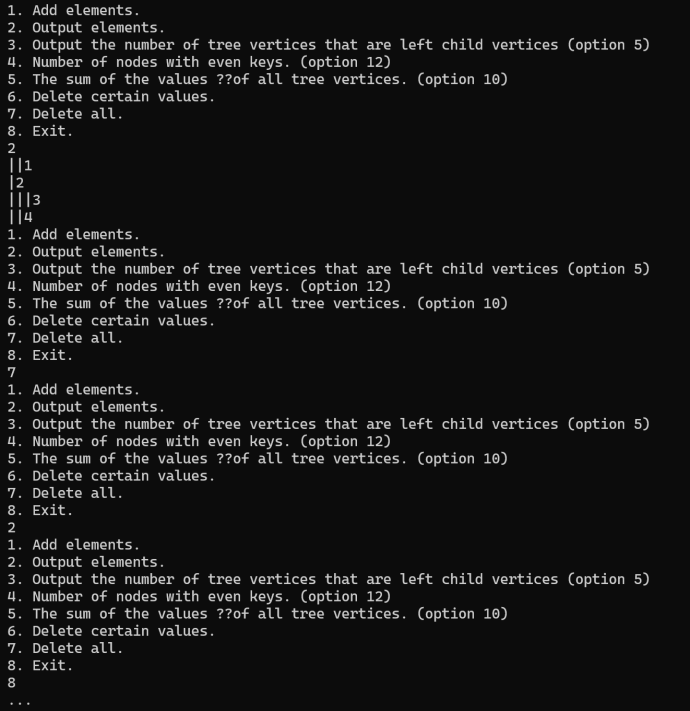 1. Add elements.
2. Output elements.
3. Output the number of tree vertices that are left child vertices (option 5)
4. Number of nodes with even keys. (option 12)
5. The sum of the values ??of all tree vertices. (option 10)
6. Delete certain values.
7. Delete all.
8. Exit.
2
||1
|2
|||3
||4
1. Add elements.
2. Output elements.
3. Output the number of tree vertices that are left child vertices (option 5)
4. Number of nodes with even keys. (option 12)
5. The sum of the values ??of all tree vertices. (option 10)
6. Delete certain values.
7. Delete all.
8. Exit.
7
1. Add elements.
2. Output elements.
3. Output the number of tree vertices that are left child vertices (option 5)
4. Number of nodes with even keys. (option 12)
5. The sum of the values ??of all tree vertices. (option 10)
6. Delete certain values.
7. Delete all.
8. Exit.
2
1. Add elements.
2. Output elements.
3. Output the number of tree vertices that are left child vertices (option 5)
4. Number of nodes with even keys. (option 12)
5. The sum of the values ??of all tree vertices. (option 10)
6. Delete certain values.
7. Delete all.
8. Exit.
8
...